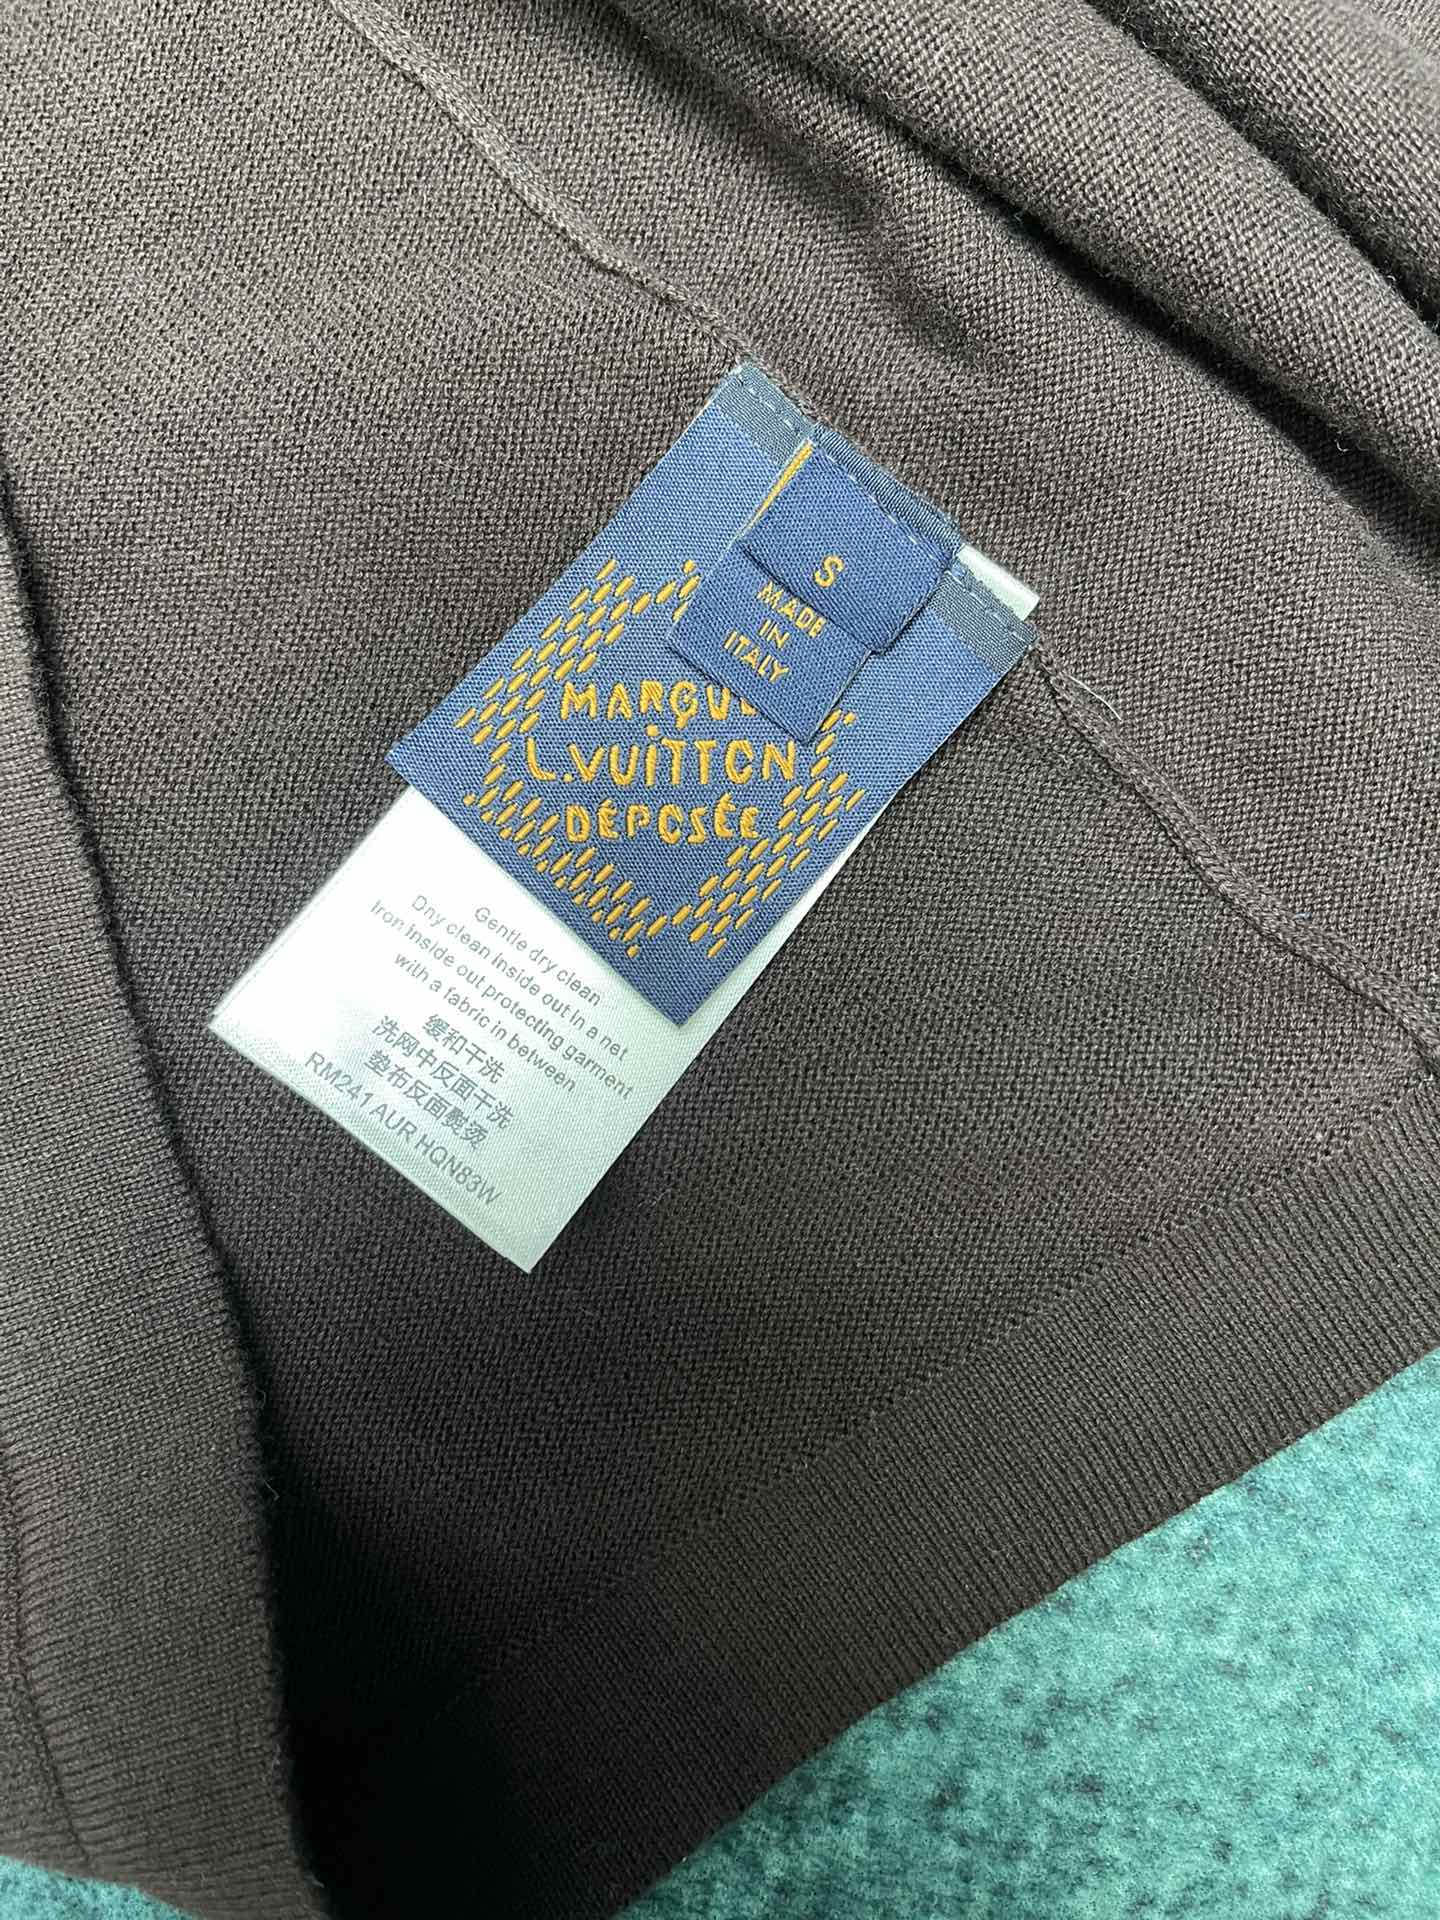 S
MADE
IN
ITALY
L.VUiTTON
DÉPOSÉE
Gentle dry clean
Dry clean inside out in a net
Iron inside out protecting garment
with a fabric in between
缓和干洗
洗网中反面干洗
垫布反面熨烫
RM241 AUR HQN83W